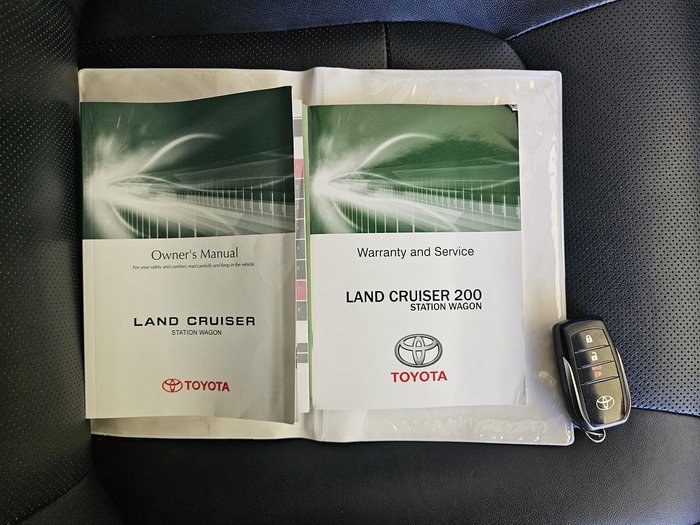 Owner's Manual
For your safety and comfort, read carefully and keep in the vehicle.
LAND CRUISER
STATION WAGON
TOYOTA
Warranty and Service
LAND CRUISER 200
STATION WAGON
TOYOTA
HOLD